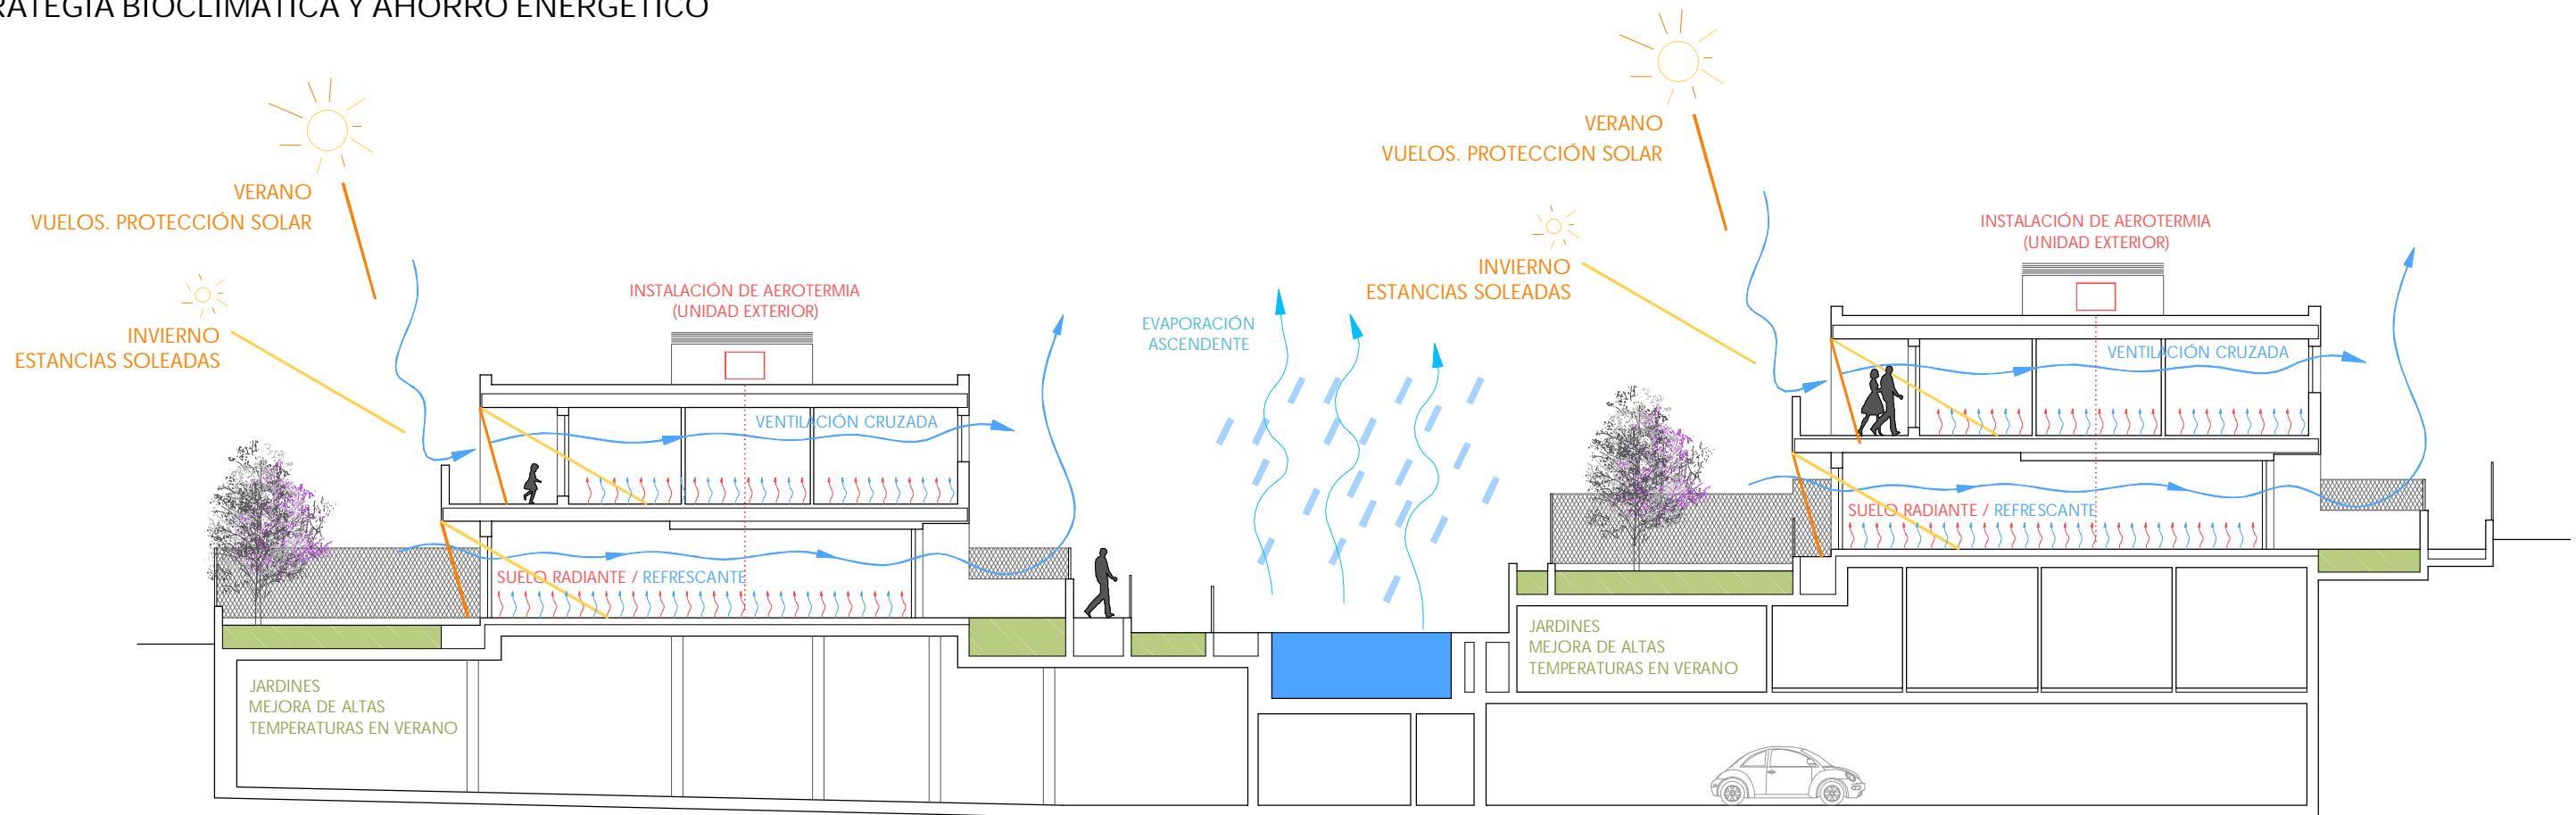 RATEGIA BIOCLIMÁTICA Y AHORRO ENERGÉTICO
VERANO
VUELOS. PROTECCIÓN SOLAR
INVIERNO
ESTANCIAS SOLEADAS
INSTALACIÓN DE AEROTERMIA
(UNIDAD EXTERIOR)
VENTILACIÓN CRUZADA
SUELO RADIANTE / REFRESCANTE
JARDINES
MEJORA DE ALTAS
TEMPERATURAS EN VERANO
EVAPORACIÓN
ASCENDENTE
VERANO
VUELOS. PROTECCIÓN SOLAR
INVIERNO
ESTANCIAS SOLEADAS
INSTALACIÓN DE AEROTERMIA
(UNIDAD EXTERIOR)
VENTILACIÓN CRUZADA
SUELO RADIANTE / REFRESCANTE
JARDINES
MEJORA DE ALTAS
TEMPERATURAS EN VERANO